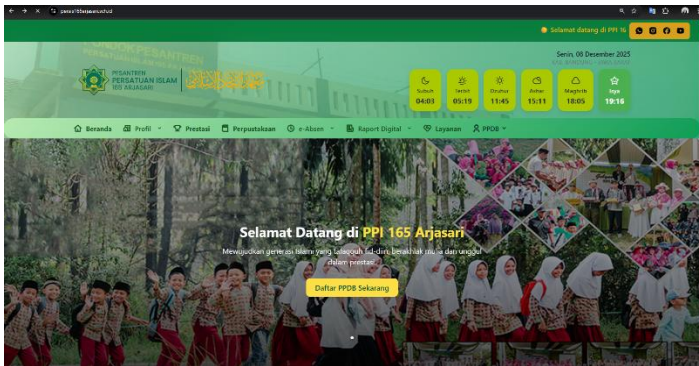 Selamat datang di PPI 16
Senin, 08 Desember 2025
PESANTREN
PERSATUAN ISLAM
165 ARJASARI
Subuh
04:03
Terbit
05:19
Dzuhur
11:45
Ashar
15:11
Maghrib
18:05
Isya
19:16
Beranda
Profil
Prestasi
Perpustakaan
e-Absen
Raport Digital
Layanan
PPDB
Selamat Datang di PPI 165 Arjasari
Mewujudkan generasi Islami yang tafaqquh fid-diin, berakhlak mulia dan unggul
dalam prestasi.
Daftar PPDB Sekarang